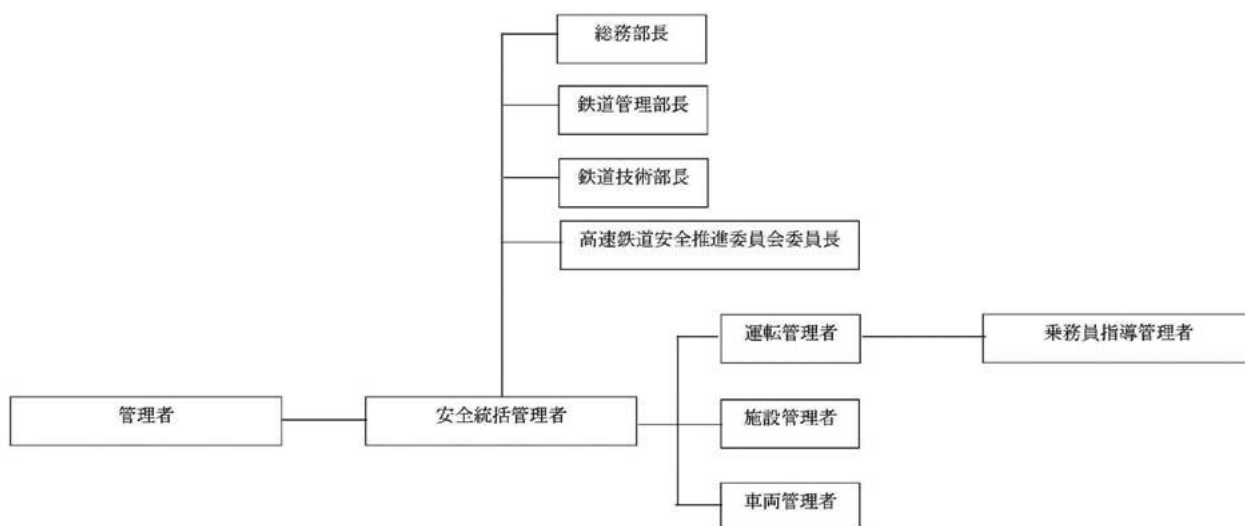 総務部長
鉄道管理部長
鉄道技術部長
高速鉄道安全推進委員会委員長
運転管理者
乗務員指導管理者
管理者
安全統括管理者
施設管理者
車両管理者